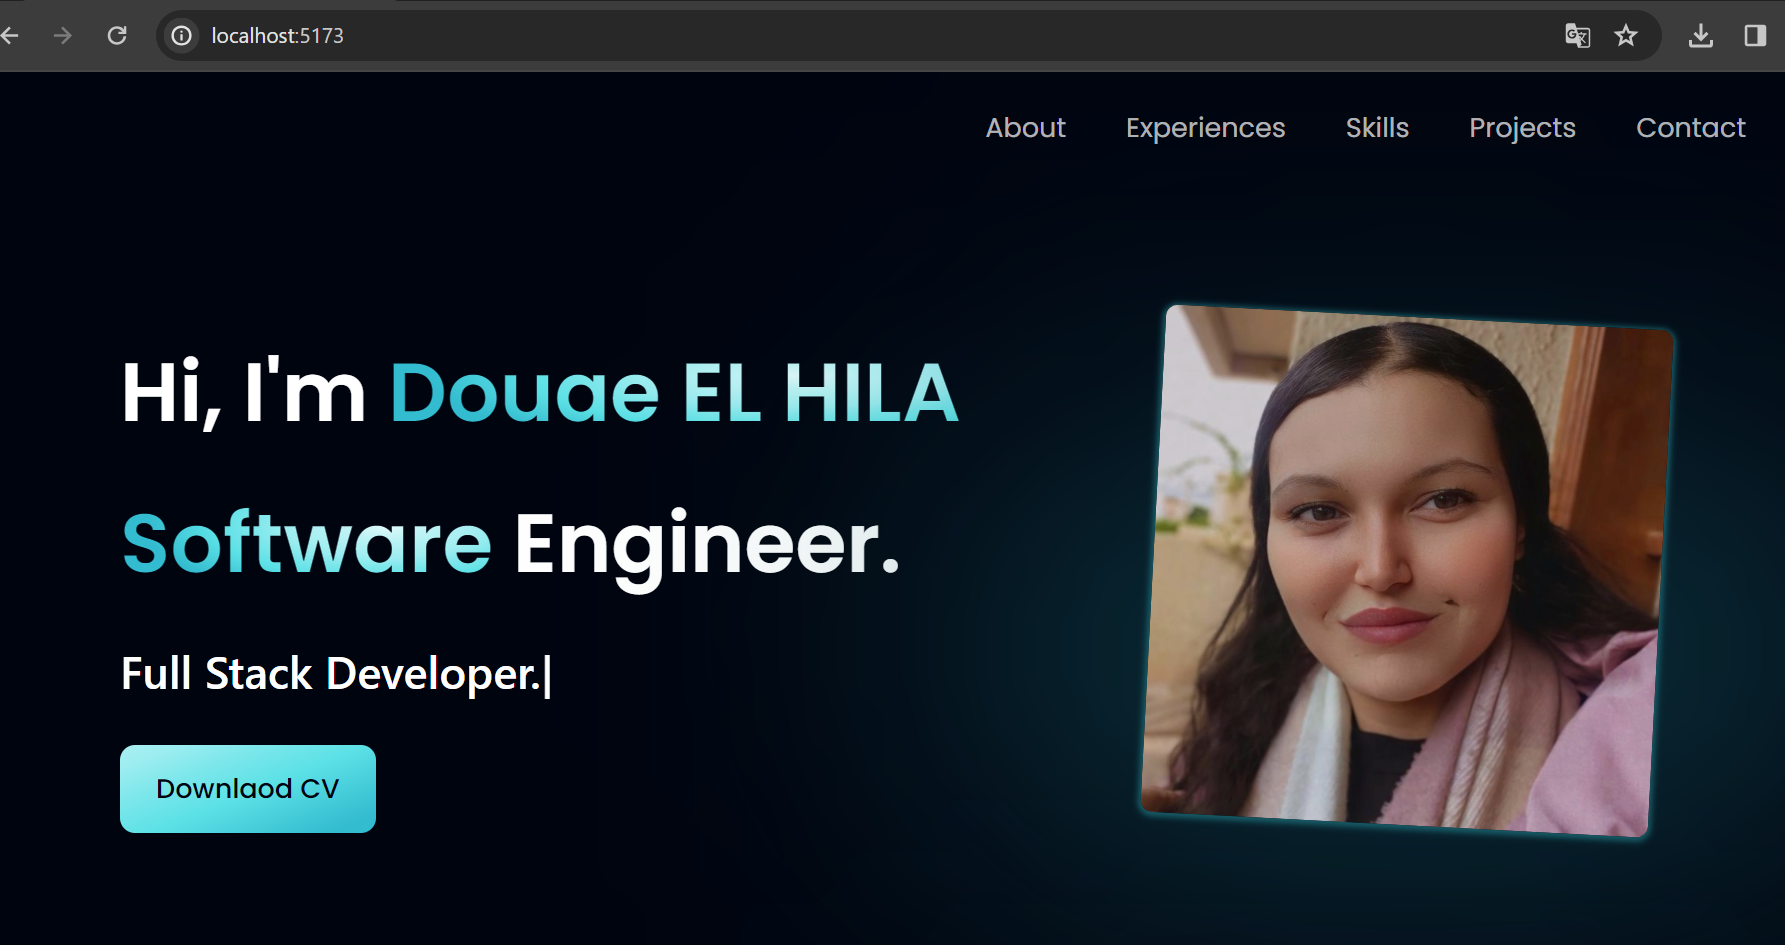 localhost:5173
About Experiences Skills Projects Contact
Hi, I'm Douae EL HILA
Software Engineer.
Full Stack Developer.|
Downlaod CV